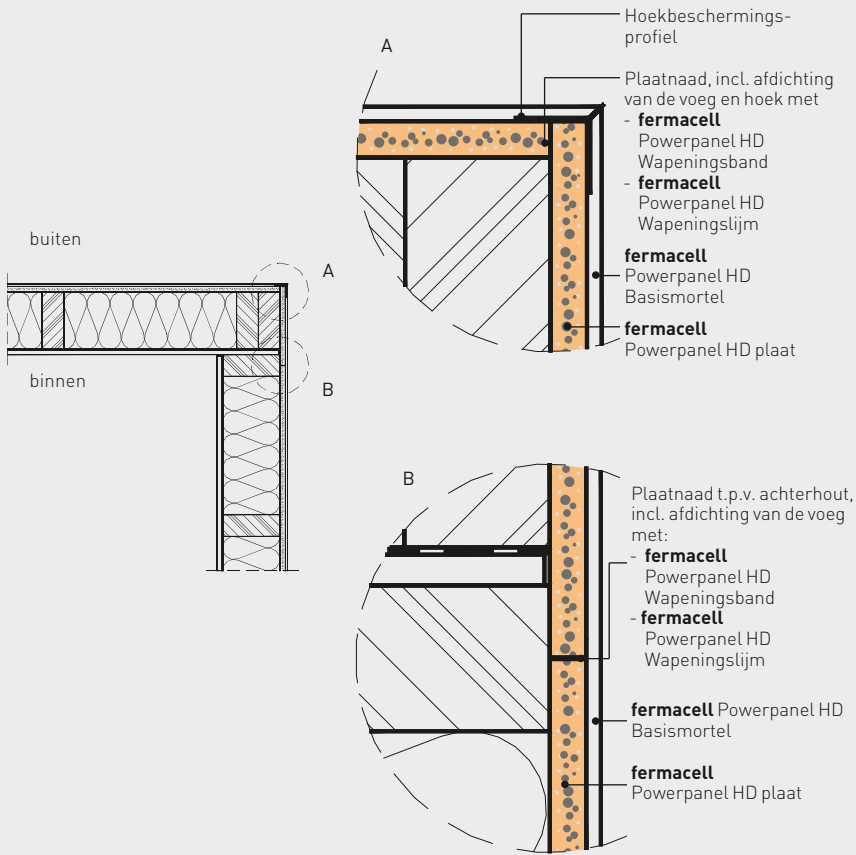 A
Hoekbeschermings-
profiel
Plaatnaad, incl. afdichting
van de voeg en hoek met
- fermacell
Powerpanel HD
Wapeningsband
- fermacell
Powerpanel HD
Wapeningslijm
fermacell
Powerpanel HD
Basismortel
fermacell
Powerpanel HD plaat
buiten
A
binnen
B
B
Plaatnaad t.p.v. achterhout,
incl. afdichting van de voeg
met:
- fermacell
Powerpanel HD
Wapeningsband
- fermacell
Powerpanel HD
Wapeningslijm
fermacell Powerpanel HD
Basismortel
fermacell
Powerpanel HD plaat